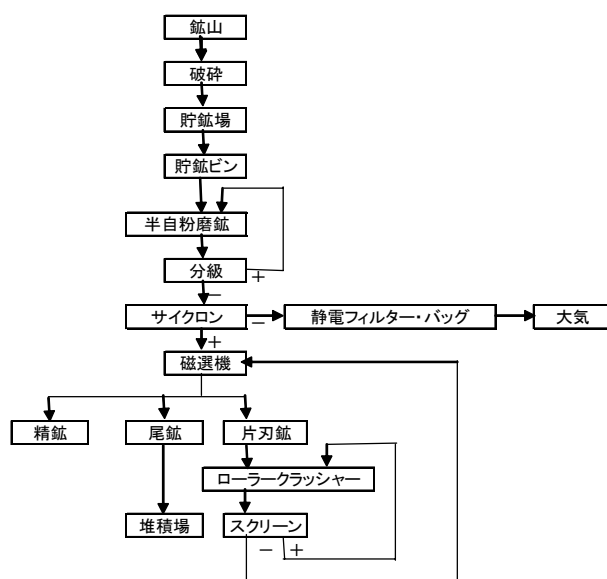 鉱山
破砕
貯鉱場
貯鉱ビン
半自粉磨鉱
分級
+
−
サイクロン
−
静電フィルター・バッグ
大気
+
磁選機
精鉱
尾鉱
片刃鉱
ローラークラッシャー
堆積場
スクリーン
− +